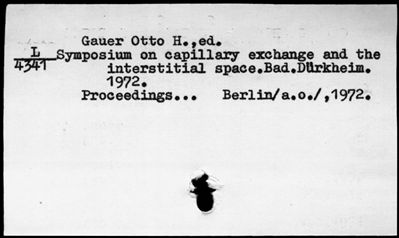 Gauer Otto H.,ed.
L Symposium on capillary exchange and the
4341 interstitial space.Bad.Dürkheim.
1972.
Proceedings... Berlin/a.o./,1972.